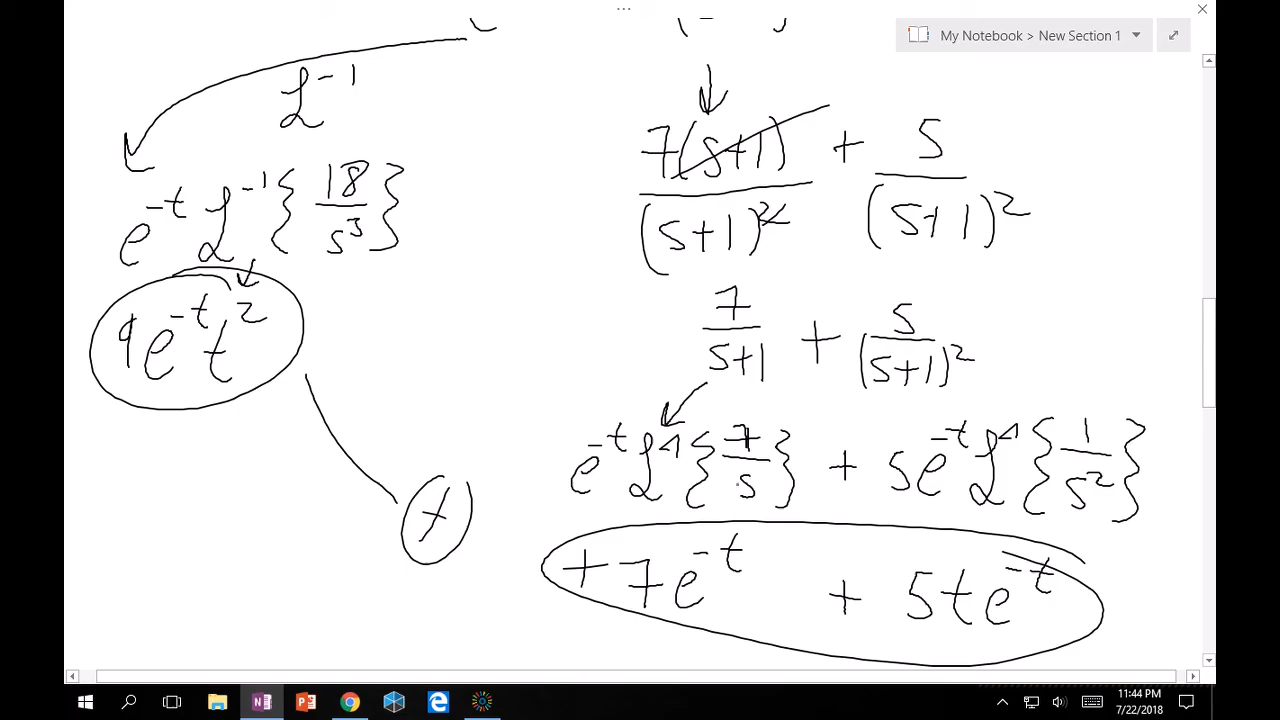 My Notebook > New Section 1
ℒ⁻¹
e^{-t} ℒ⁻¹{18/s³}
9e^{-t}t²
+
7(s+1)/(s+1)² + 5/(s+1)²
7/(s+1) + 5/(s+1)²
e^{-t} ℒ⁻¹{7/s} + 5e^{-t} ℒ⁻¹{1/s²}
+7e^{-t} + 5te^{-t}
11:44 PM
7/22/2018